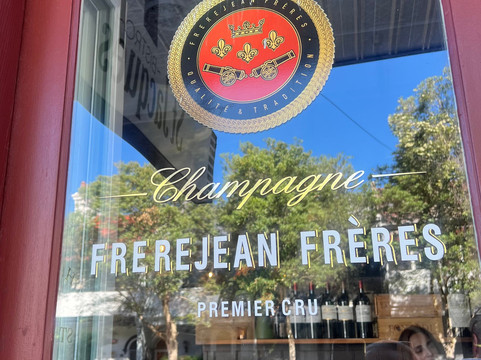 FREREJEAN FRÈRES
QUALITÉ & TRADITION
Champagne
FREREJEAN FRÈRES
PREMIER CRU